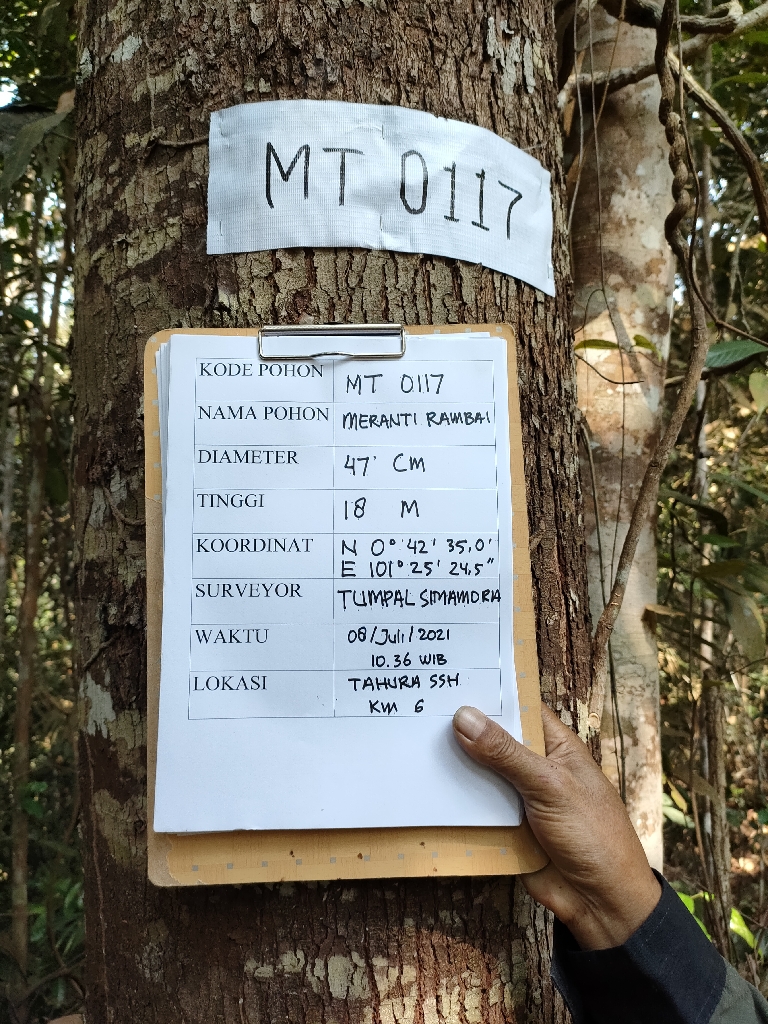 MT 0117
KODE POHON MT 0117
NAMA POHON MERANTI RAMBAI
DIAMETER 47' CM
TINGGI 18 M
KOORDINAT N 0° 42' 35,0'
E 101° 25' 24,5"
SURVEYOR TUMPAL SIMAMORA
WAKTU 08/Juli/2021
10.36 WIB
LOKASI TAHURA SSH
KM 6